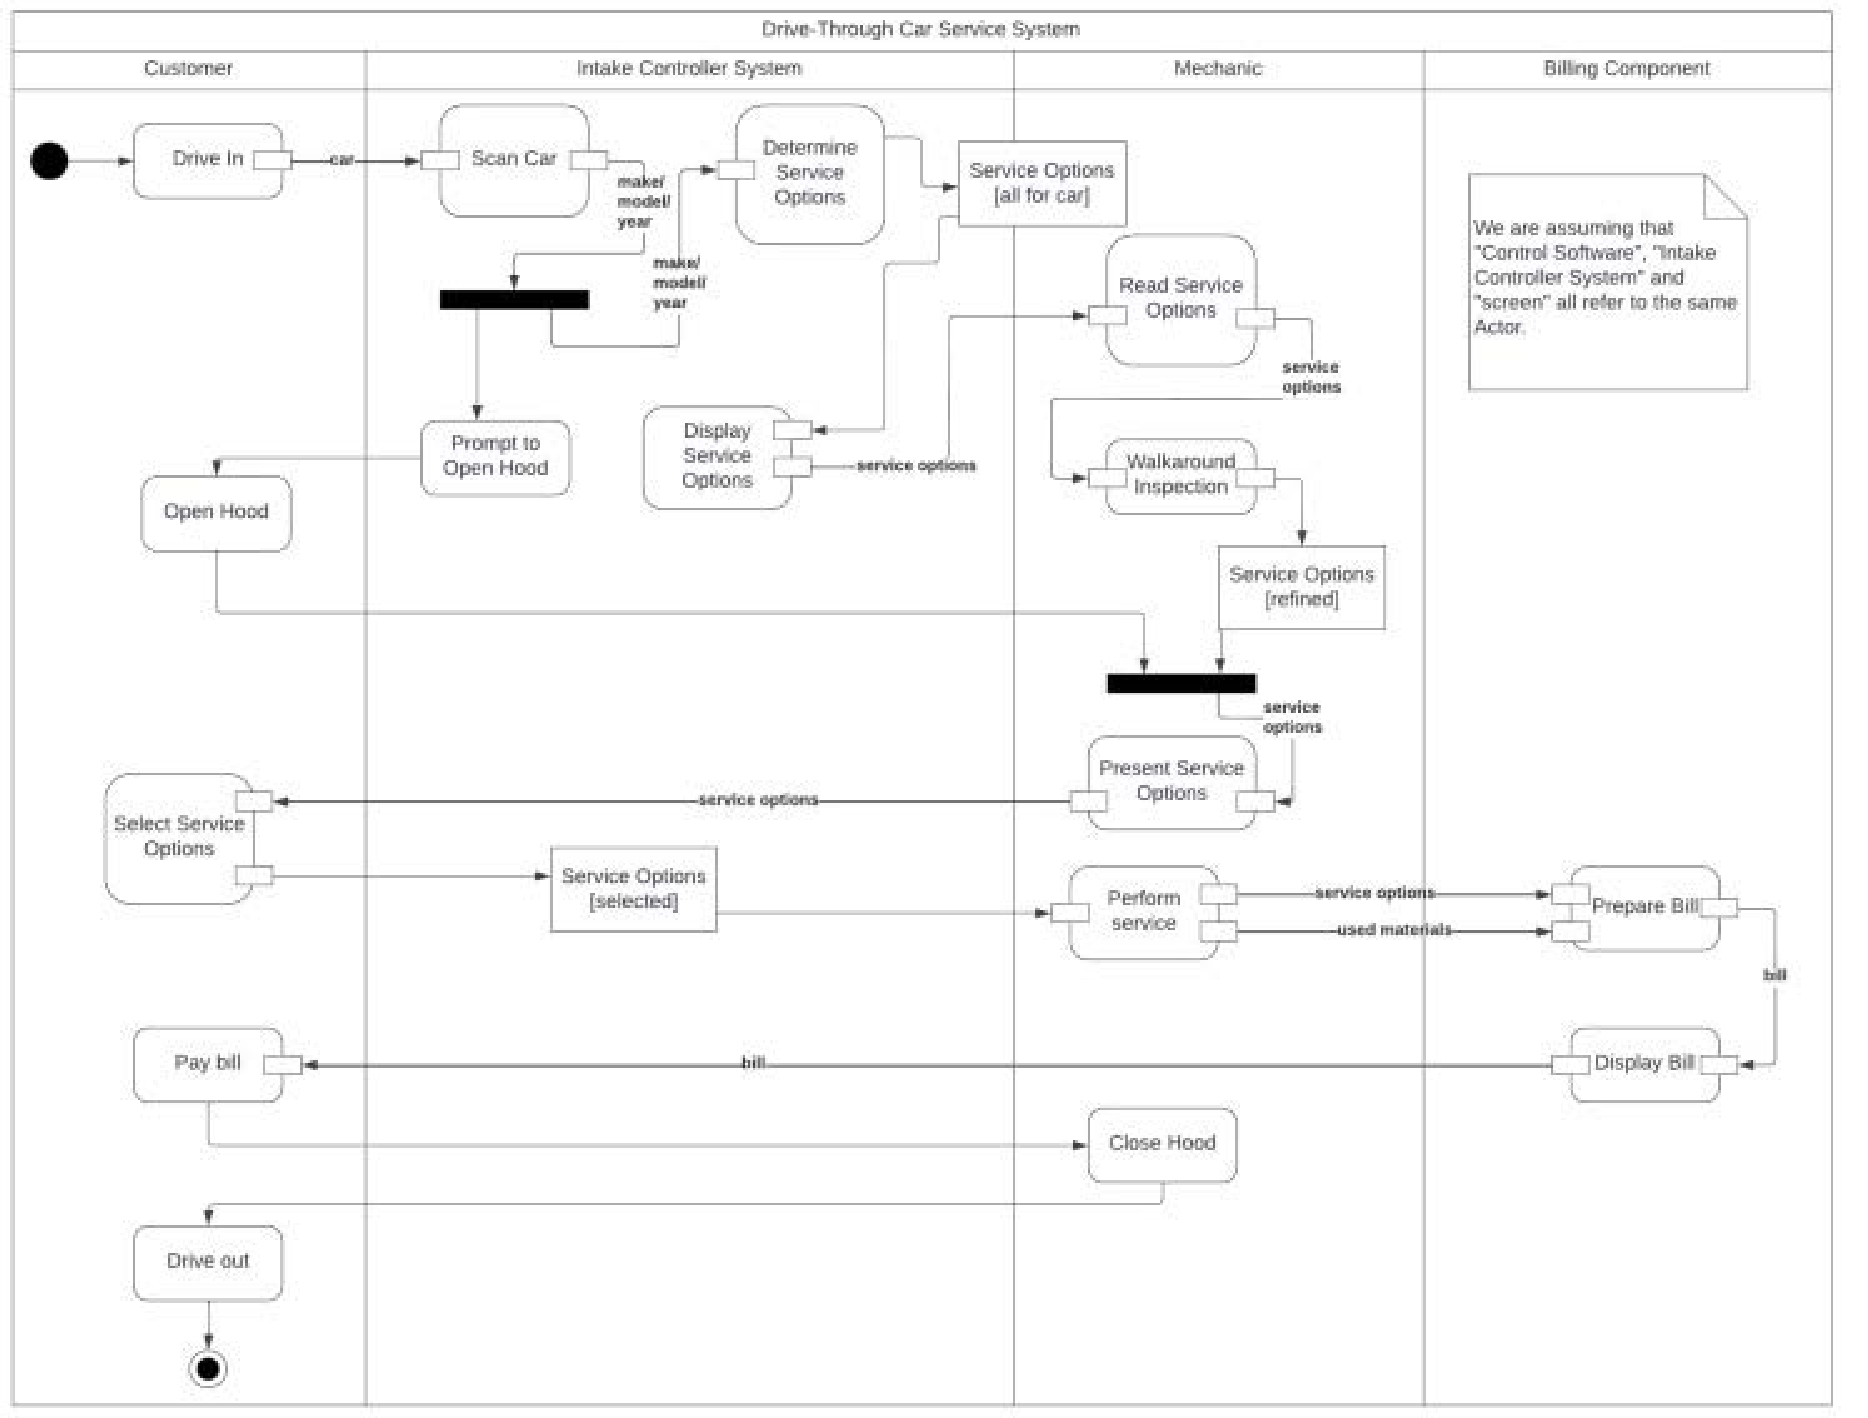 Drive-Through Car Service System
Customer
Intake Controller System
Mechanic
Billing Component
Drive In
car
Scan Car
make/
model/
year
Determine
Service
Options
Service Options
[all for car]
make/
model/
year
We are assuming that
"Control Software", "Intake
Controller System" and
"screen" all refer to the same
Actor.
Read Service
Options
service
options
Prompt to
Open Hood
Display
Service
Options
service options
Walkaround
Inspection
Open Hood
Service Options
[refined]
service
options
Present Service
Options
service options
Select Service
Options
Service Options
[selected]
Perform
service
service options
used materials
Prepare Bill
bill
Pay bill
bill
Display Bill
Close Hood
Drive out